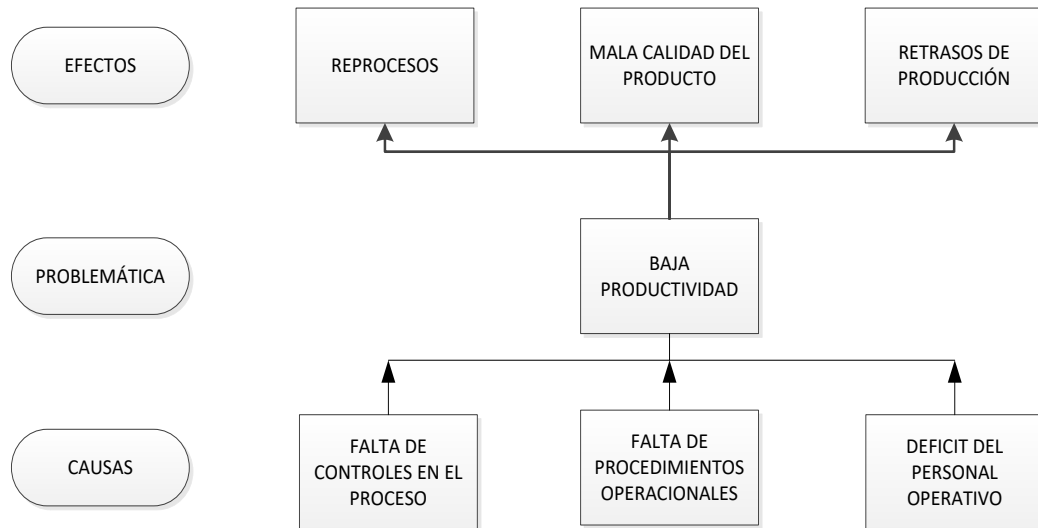 EFECTOS
REPROCESOS
MALA CALIDAD DEL
PRODUCTO
RETRASOS DE
PRODUCCIÓN
PROBLEMÁTICA
BAJA
PRODUCTIVIDAD
CAUSAS
FALTA DE
CONTROLES EN EL
PROCESO
FALTA DE
PROCEDIMIENTOS
OPERACIONALES
DEFICIT DEL
PERSONAL
OPERATIVO